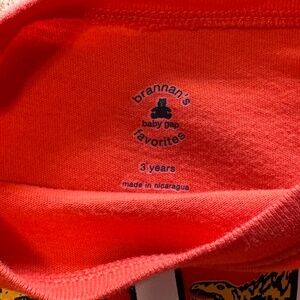 brannan's
baby gap
favorites
3 years
made in nicaragua